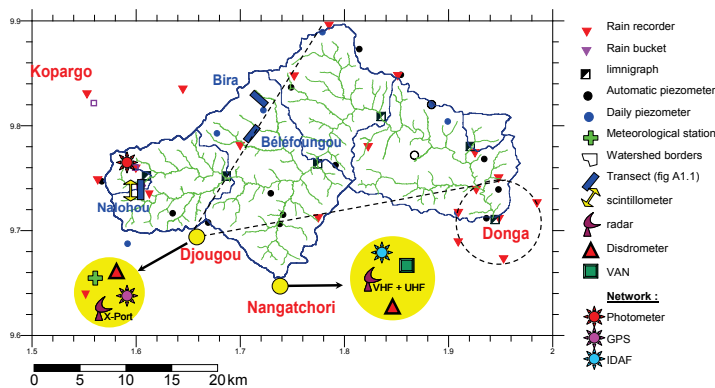 9.9
9.8
9.7
9.6
1.5
1.6
1.7
1.8
1.9
2
Kopargo
Bira
Béléfoungou
Nalohou
Djougou
Nangatchori
Donga
X-Port
VHF + UHF
0
5
10
15
20 km
Rain recorder
Rain bucket
limnigraph
Automatic piezometer
Daily piezometer
Meteorological station
Watershed borders
Transect (fig A1.1)
scintillometer
radar
Disdrometer
VAN
Network :
Photometer
GPS
IDAF